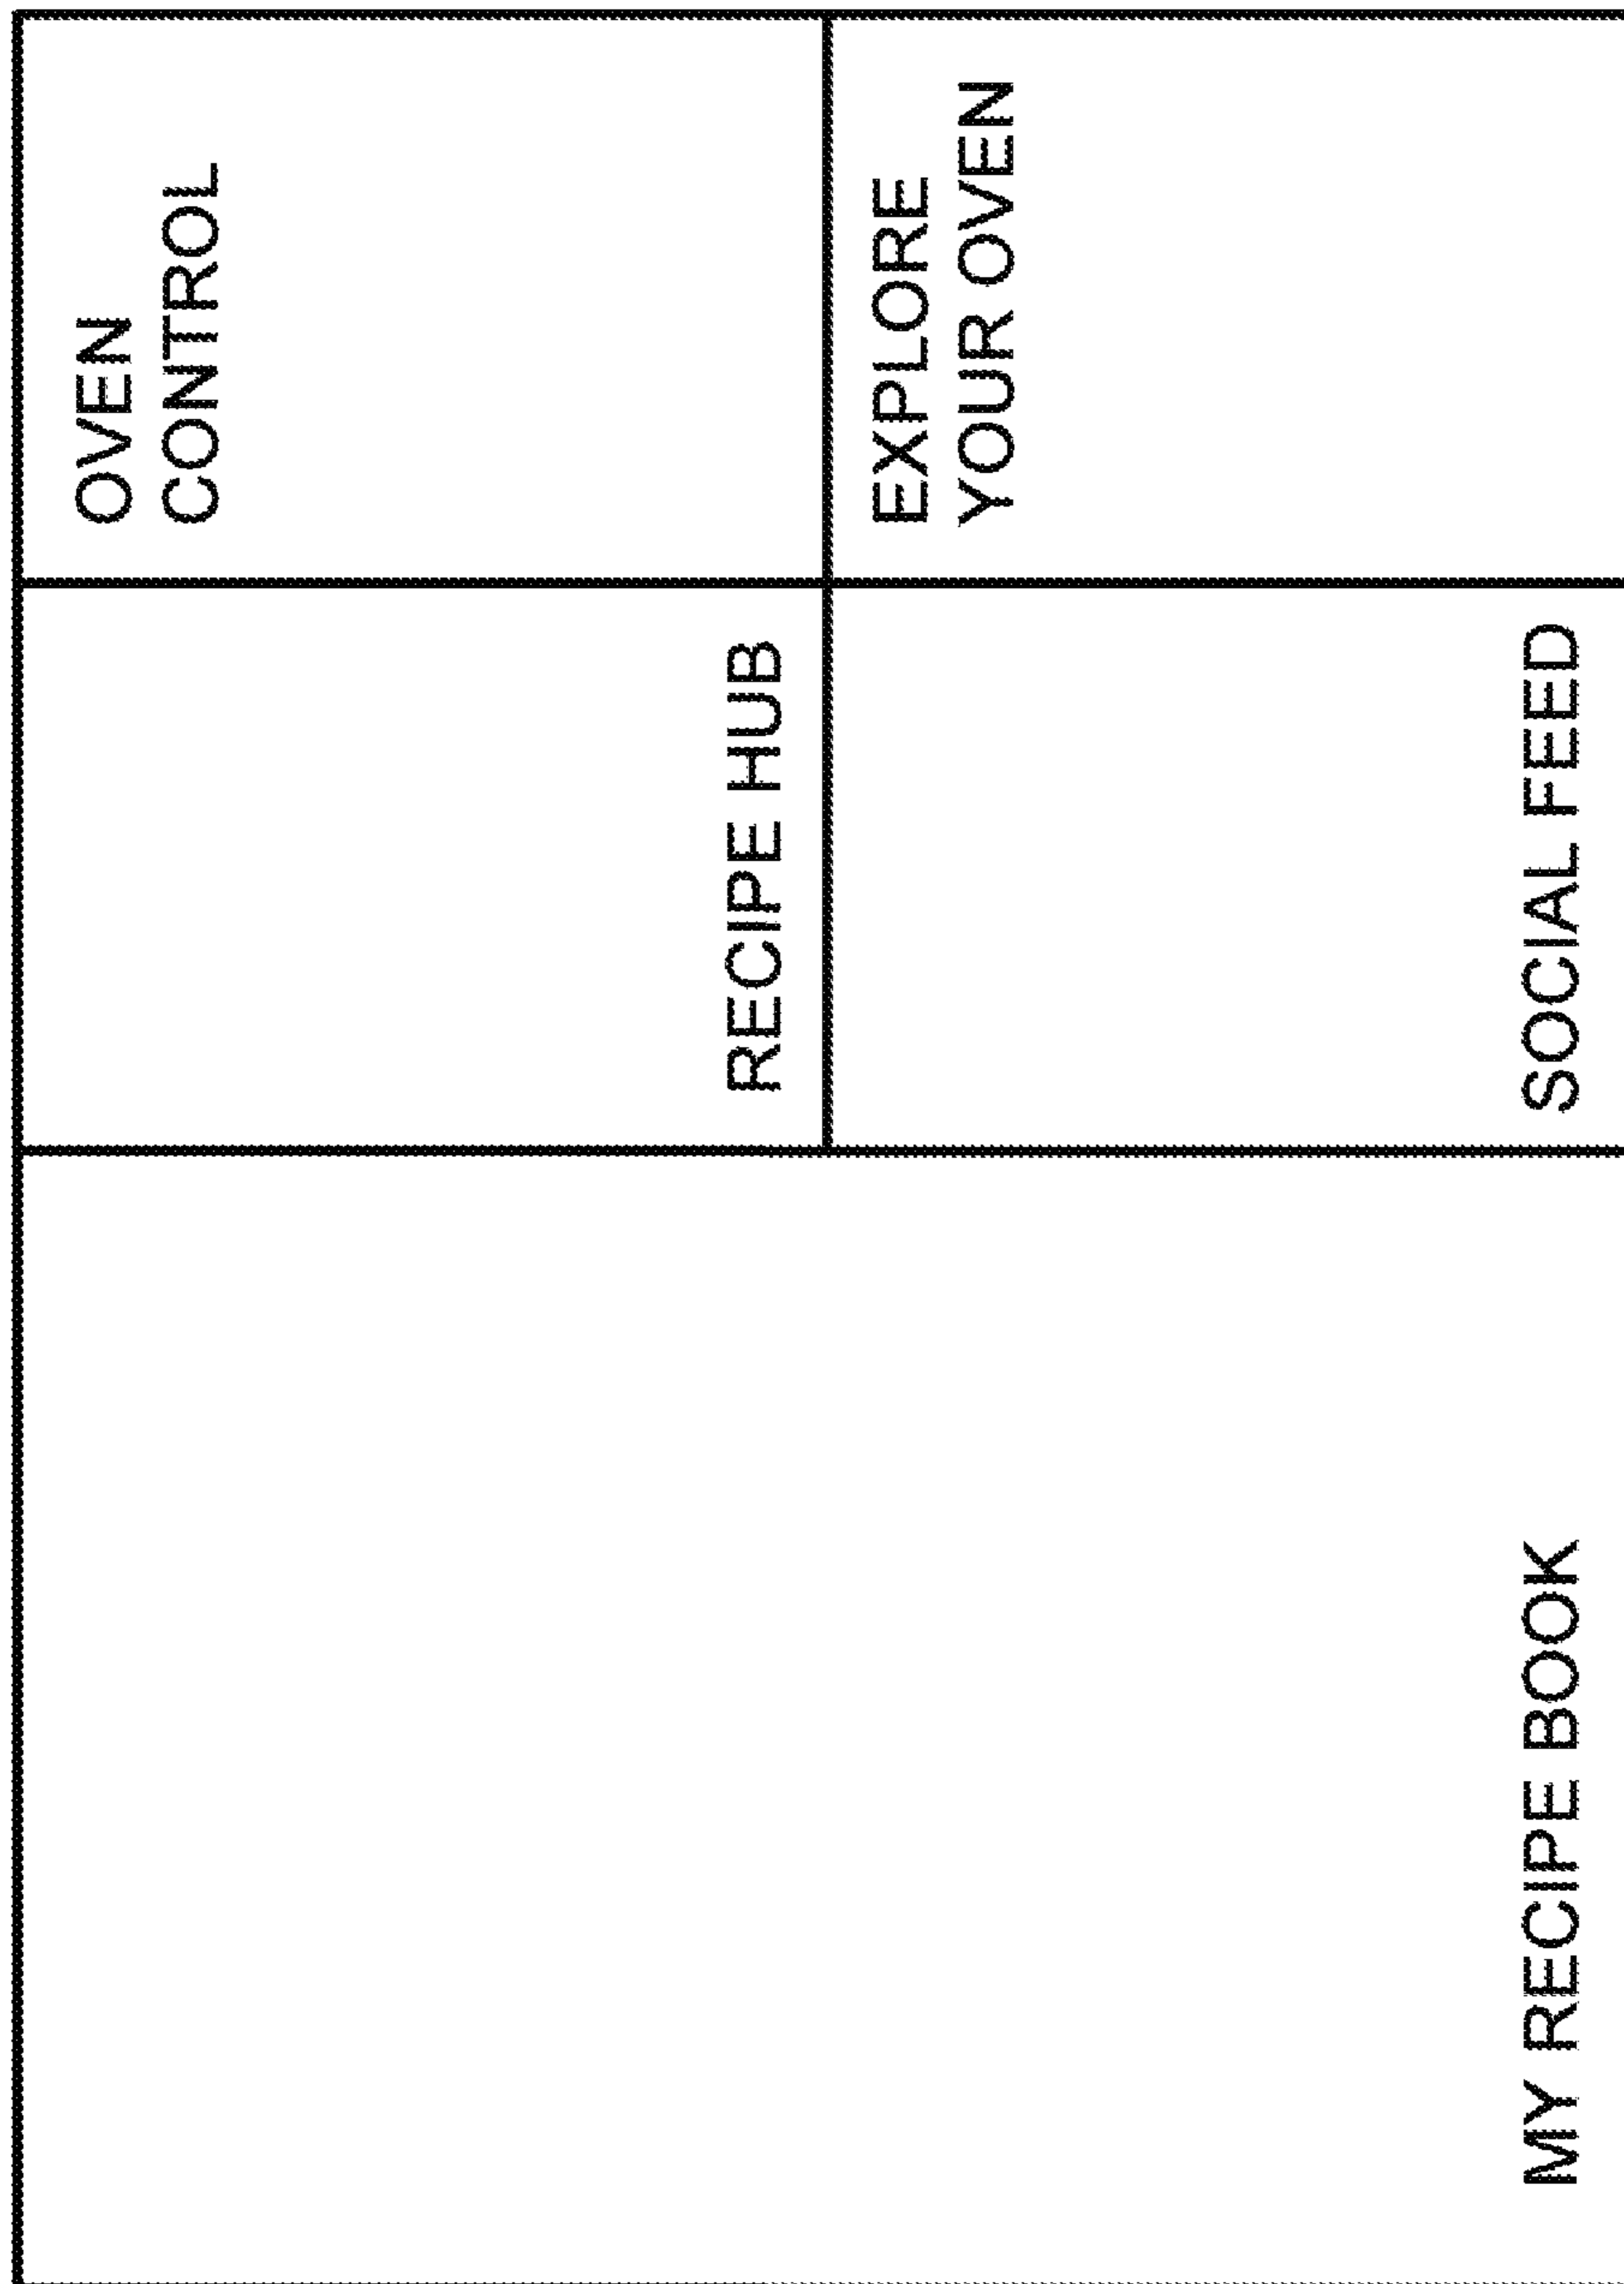 MY RECIPE BOOK
RECIPE HUB
OVEN
CONTROL
SOCIAL FEED
EXPLORE
YOUR OVEN